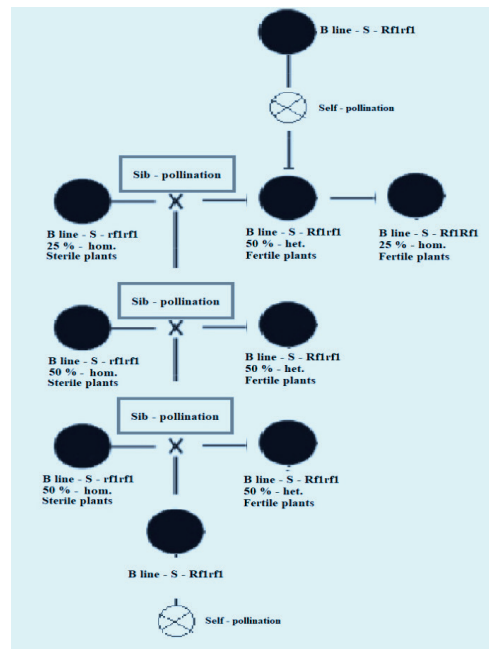 B line - S - Rf1rf1
Self - pollination
Sib - pollination
B line - S - rf1rf1
25 % - hom.
Sterile plants
B line - S - Rf1rf1
50 % - het.
Fertile plants
B line - S - Rf1Rf1
25 % - hom.
Fertile plants
Sib - pollination
B line - S - rf1rf1
50 % - hom.
Sterile plants
B line - S - Rf1rf1
50 % - het.
Fertile plants
Sib - pollination
B line - S - rf1rf1
50 % - hom.
Sterile plants
B line - S - Rf1rf1
50 % - het.
Fertile plants
B line - S - Rf1rf1
Self - pollination